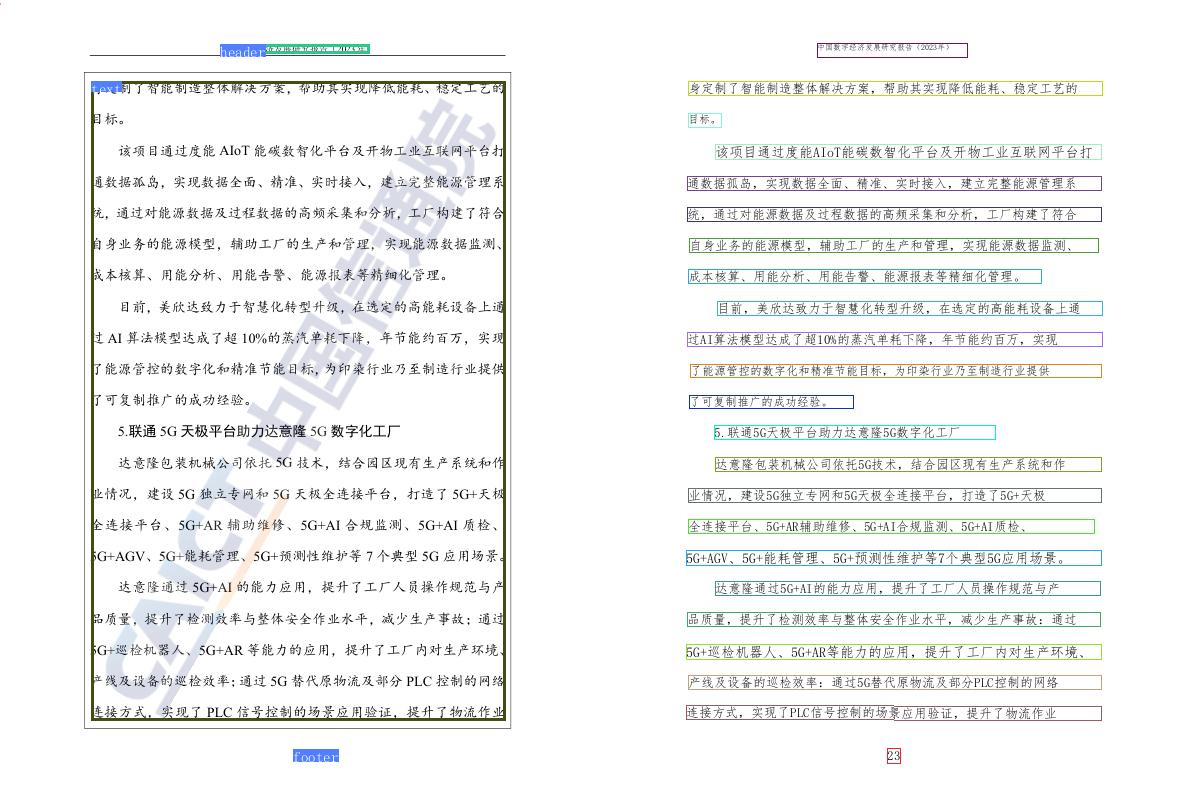 header
text
身定制了智能制造整体解决方案，帮助其实现降低能耗、稳定工艺的
目标。
该项目通过度能 AIoT 能碳数智化平台及开物工业互联网平台打
通数据孤岛，实现数据全面、精准、实时接入，建立完整能源管理系
统，通过对能源数据及过程数据的高频采集和分析，工厂构建了符合
自身业务的能源模型，辅助工厂的生产和管理，实现能源数据监测、
成本核算、用能分析、用能告警、能源报表等精细化管理。
目前，美欣达致力于智慧化转型升级，在选定的高能耗设备上通
过 AI 算法模型达成了超 10%的蒸汽单耗下降，年节能约百万，实现
了能源管控的数字化和精准节能目标，为印染行业乃至制造行业提供
了可复制推广的成功经验。
5.联通 5G 天极平台助力达意隆 5G 数字化工厂
达意隆包装机械公司依托 5G 技术，结合园区现有生产系统和作
业情况，建设 5G 独立专网和 5G 天极全连接平台，打造了 5G+天极
全连接平台、5G+AR 辅助维修、5G+AI 合规监测、5G+AI 质检、
5G+AGV、5G+能耗管理、5G+预测性维护等 7 个典型 5G 应用场景。
达意隆通过 5G+AI 的能力应用，提升了工厂人员操作规范与产
品质量，提升了检测效率与整体安全作业水平，减少生产事故；通过
5G+巡检机器人、5G+AR 等能力的应用，提升了工厂内对生产环境、
产线及设备的巡检效率；通过 5G 替代原物流及部分 PLC 控制的网络
连接方式，实现了 PLC 信号控制的场景应用验证，提升了物流作业
CAICT 中国信通院
footer
中国数字经济发展研究报告（2023年）
身定制了智能制造整体解决方案，帮助其实现降低能耗、稳定工艺的
目标。
该项目通过度能AIoT能碳数智化平台及开物工业互联网平台打
通数据孤岛，实现数据全面、精准、实时接入，建立完整能源管理系
统，通过对能源数据及过程数据的高频采集和分析，工厂构建了符合
自身业务的能源模型，辅助工厂的生产和管理，实现能源数据监测、
成本核算、用能分析、用能告警、能源报表等精细化管理。
目前，美欣达致力于智慧化转型升级，在选定的高能耗设备上通
过AI算法模型达成了超10%的蒸汽单耗下降，年节能约百万，实现
了能源管控的数字化和精准节能目标，为印染行业乃至制造行业提供
了可复制推广的成功经验。
5.联通5G天极平台助力达意隆5G数字化工厂
达意隆包装机械公司依托5G技术，结合园区现有生产系统和作
业情况，建设5G独立专网和5G天极全连接平台，打造了5G+天极
全连接平台、5G+AR辅助维修、5G+AI合规监测、5G+AI质检、
5G+AGV、5G+能耗管理、5G+预测性维护等7个典型5G应用场景。
达意隆通过5G+AI的能力应用，提升了工厂人员操作规范与产
品质量，提升了检测效率与整体安全作业水平，减少生产事故：通过
5G+巡检机器人、5G+AR等能力的应用，提升了工厂内对生产环境、
产线及设备的巡检效率：通过5G替代原物流及部分PLC控制的网络
连接方式，实现了PLC信号控制的场景应用验证，提升了物流作业
23